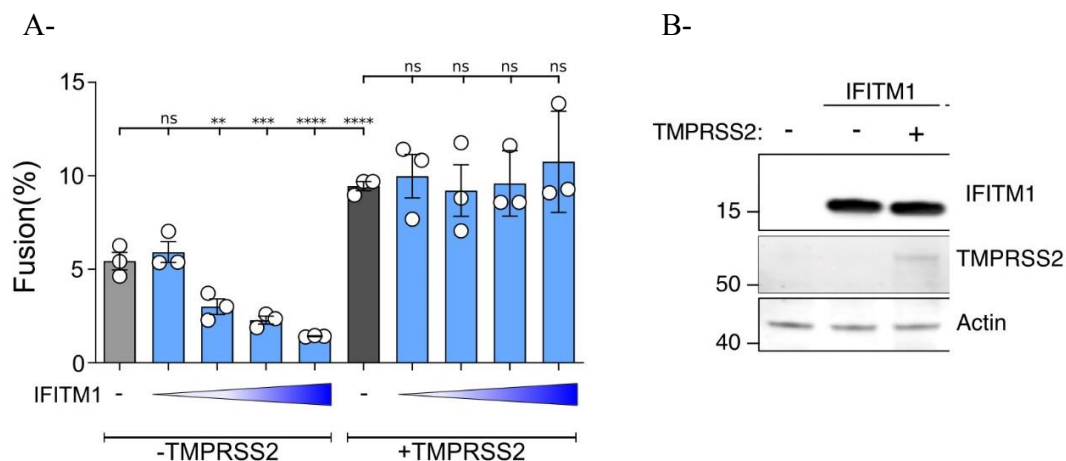 A-
B-
ns ns ns ns
ns ** *** **** ****
15
10
5
0
Fusion(%)
IFITM1 - -
-TMPRSS2 +TMPRSS2
IFITM1
TMPRSS2: - - +
IFITM1
15
TMPRSS2
50
Actin
40